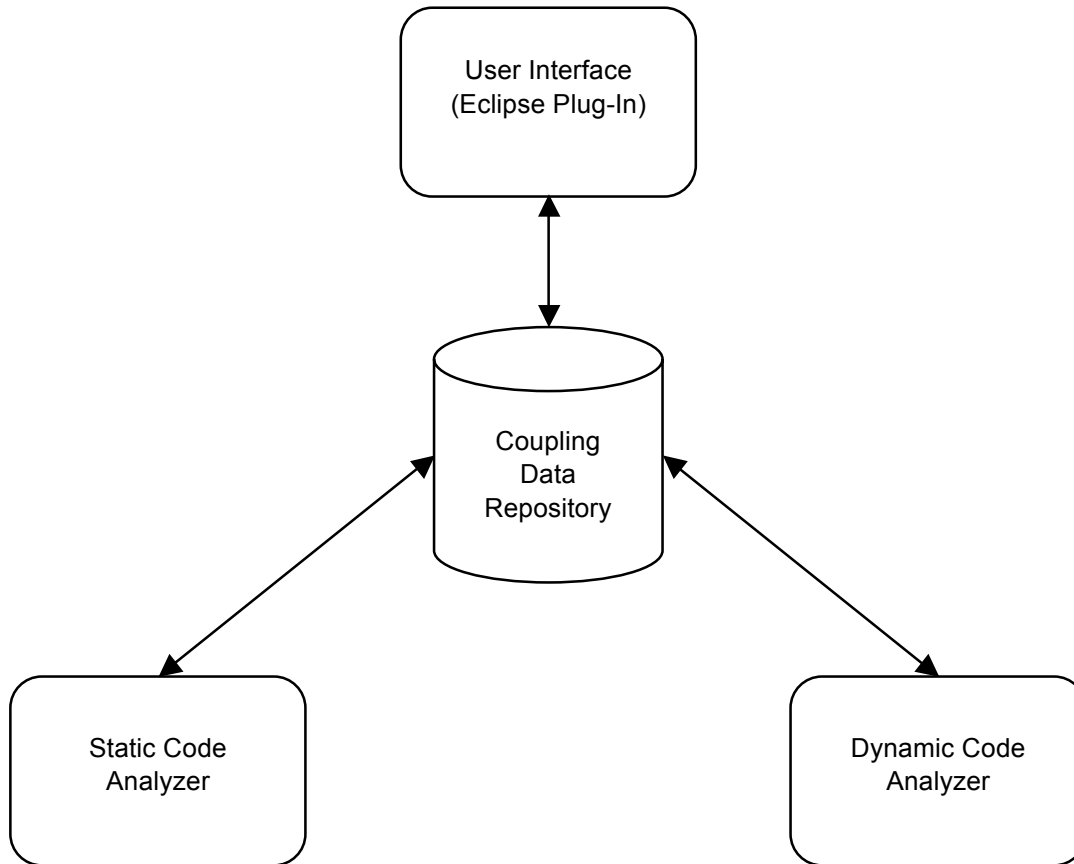 User Interface
(Eclipse Plug-In)
Coupling
Data
Repository
Static Code
Analyzer
Dynamic Code
Analyzer